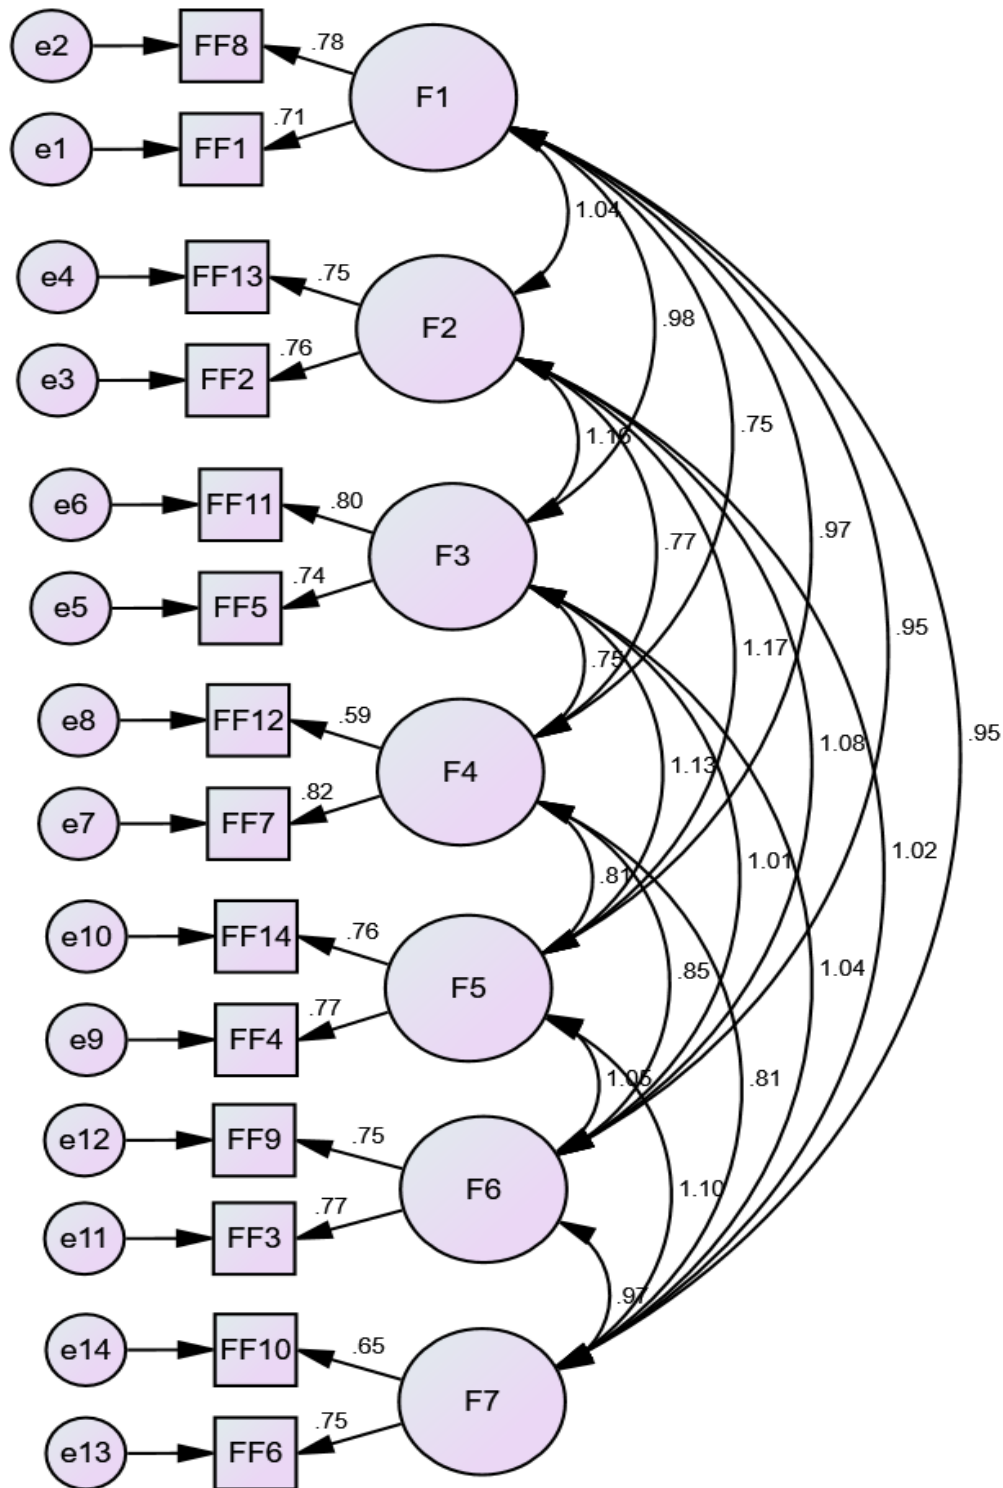 e2 FF8 .78 F1
e1 FF1 .71
1.04
e4 FF13 .75 F2
.98
e3 FF2 .76
.75
e6 FF11 .80 F3
.97
.77
e5 FF5 .74
.95
1.17
.75
e8 FF12 .59 F4
.95
1.08
1.13
e7 FF7 .82
1.02
1.01
.81
e10 FF14 .76 F5
1.04
.85
e9 FF4 .77
1.05
.81
e12 FF9 .75 F6
1.10
e11 FF3 .77
.97
e14 FF10 .65 F7
e13 FF6 .75